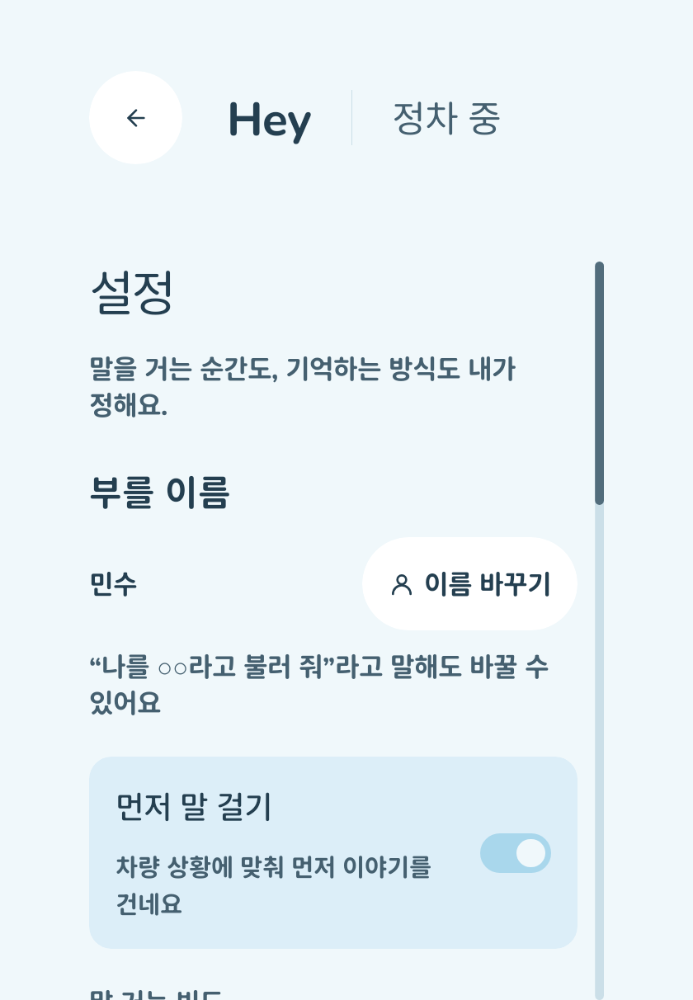 Hey
정차 중
설정
말을 거는 순간도, 기억하는 방식도 내가
정해요.
부를 이름
민수
이름 바꾸기
“나를 ○○라고 불러 줘”라고 말해도 바꿀 수
있어요
먼저 말 걸기
차량 상황에 맞춰 먼저 이야기를
건네요